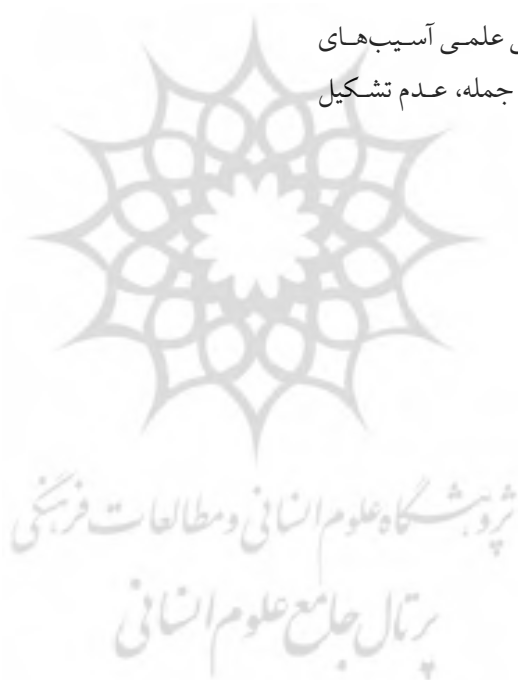 علمی آسیب‌های
جمله، عدم تشکیل
پژوهشگاه علوم انسانی و مطالعات فرهنگی
پرتال جامع علوم انسانی